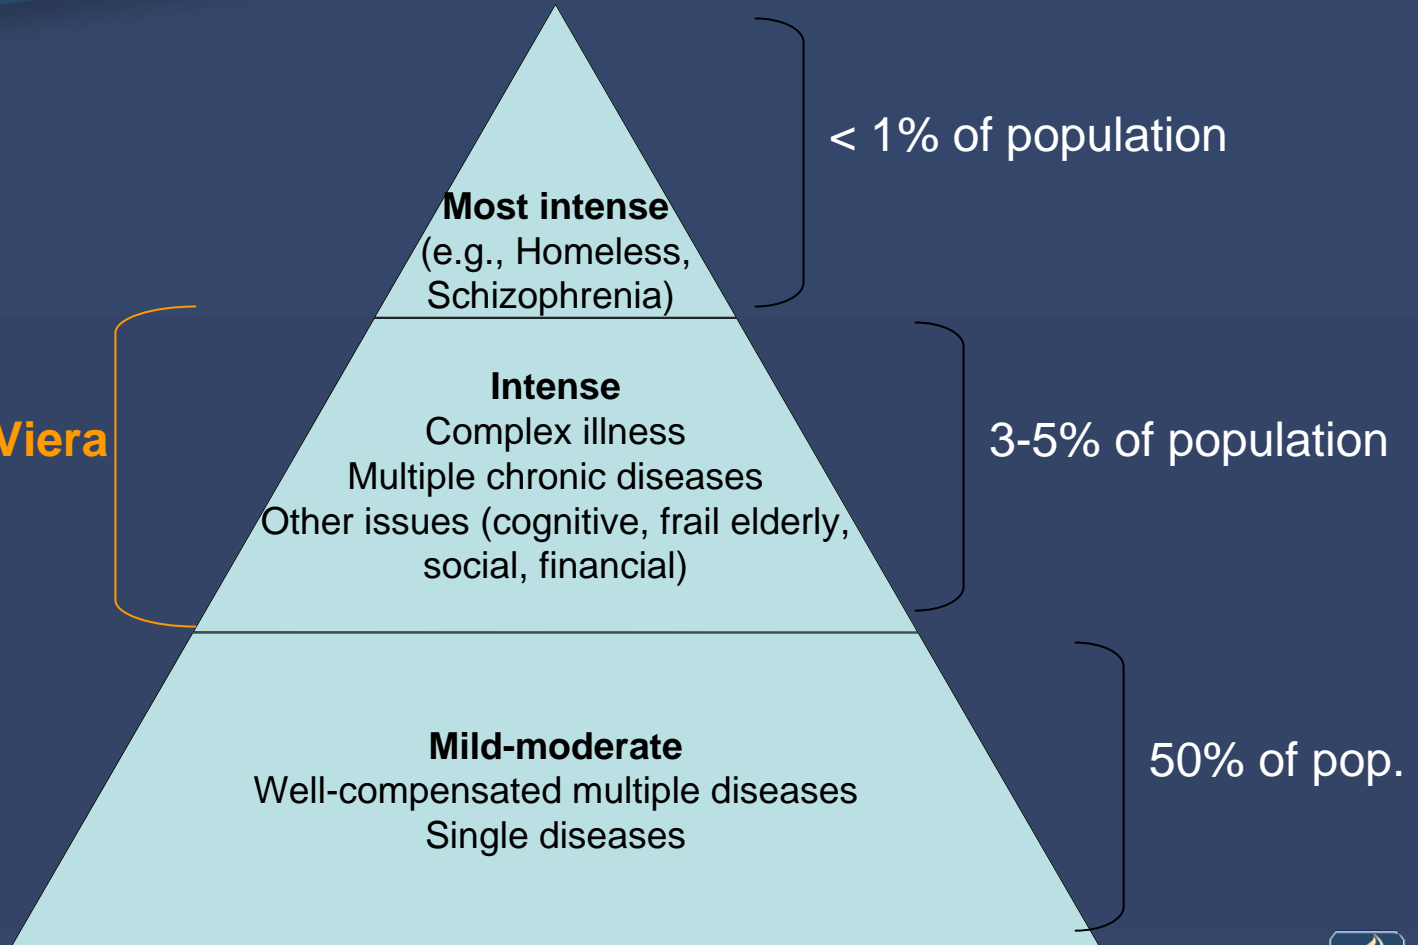 < 1% of population
Most intense
(e.g., Homeless,
Schizophrenia)
Viera
Intense
Complex illness
Multiple chronic diseases
Other issues (cognitive, frail elderly,
social, financial)
3-5% of population
Mild-moderate
Well-compensated multiple diseases
Single diseases
50% of pop.